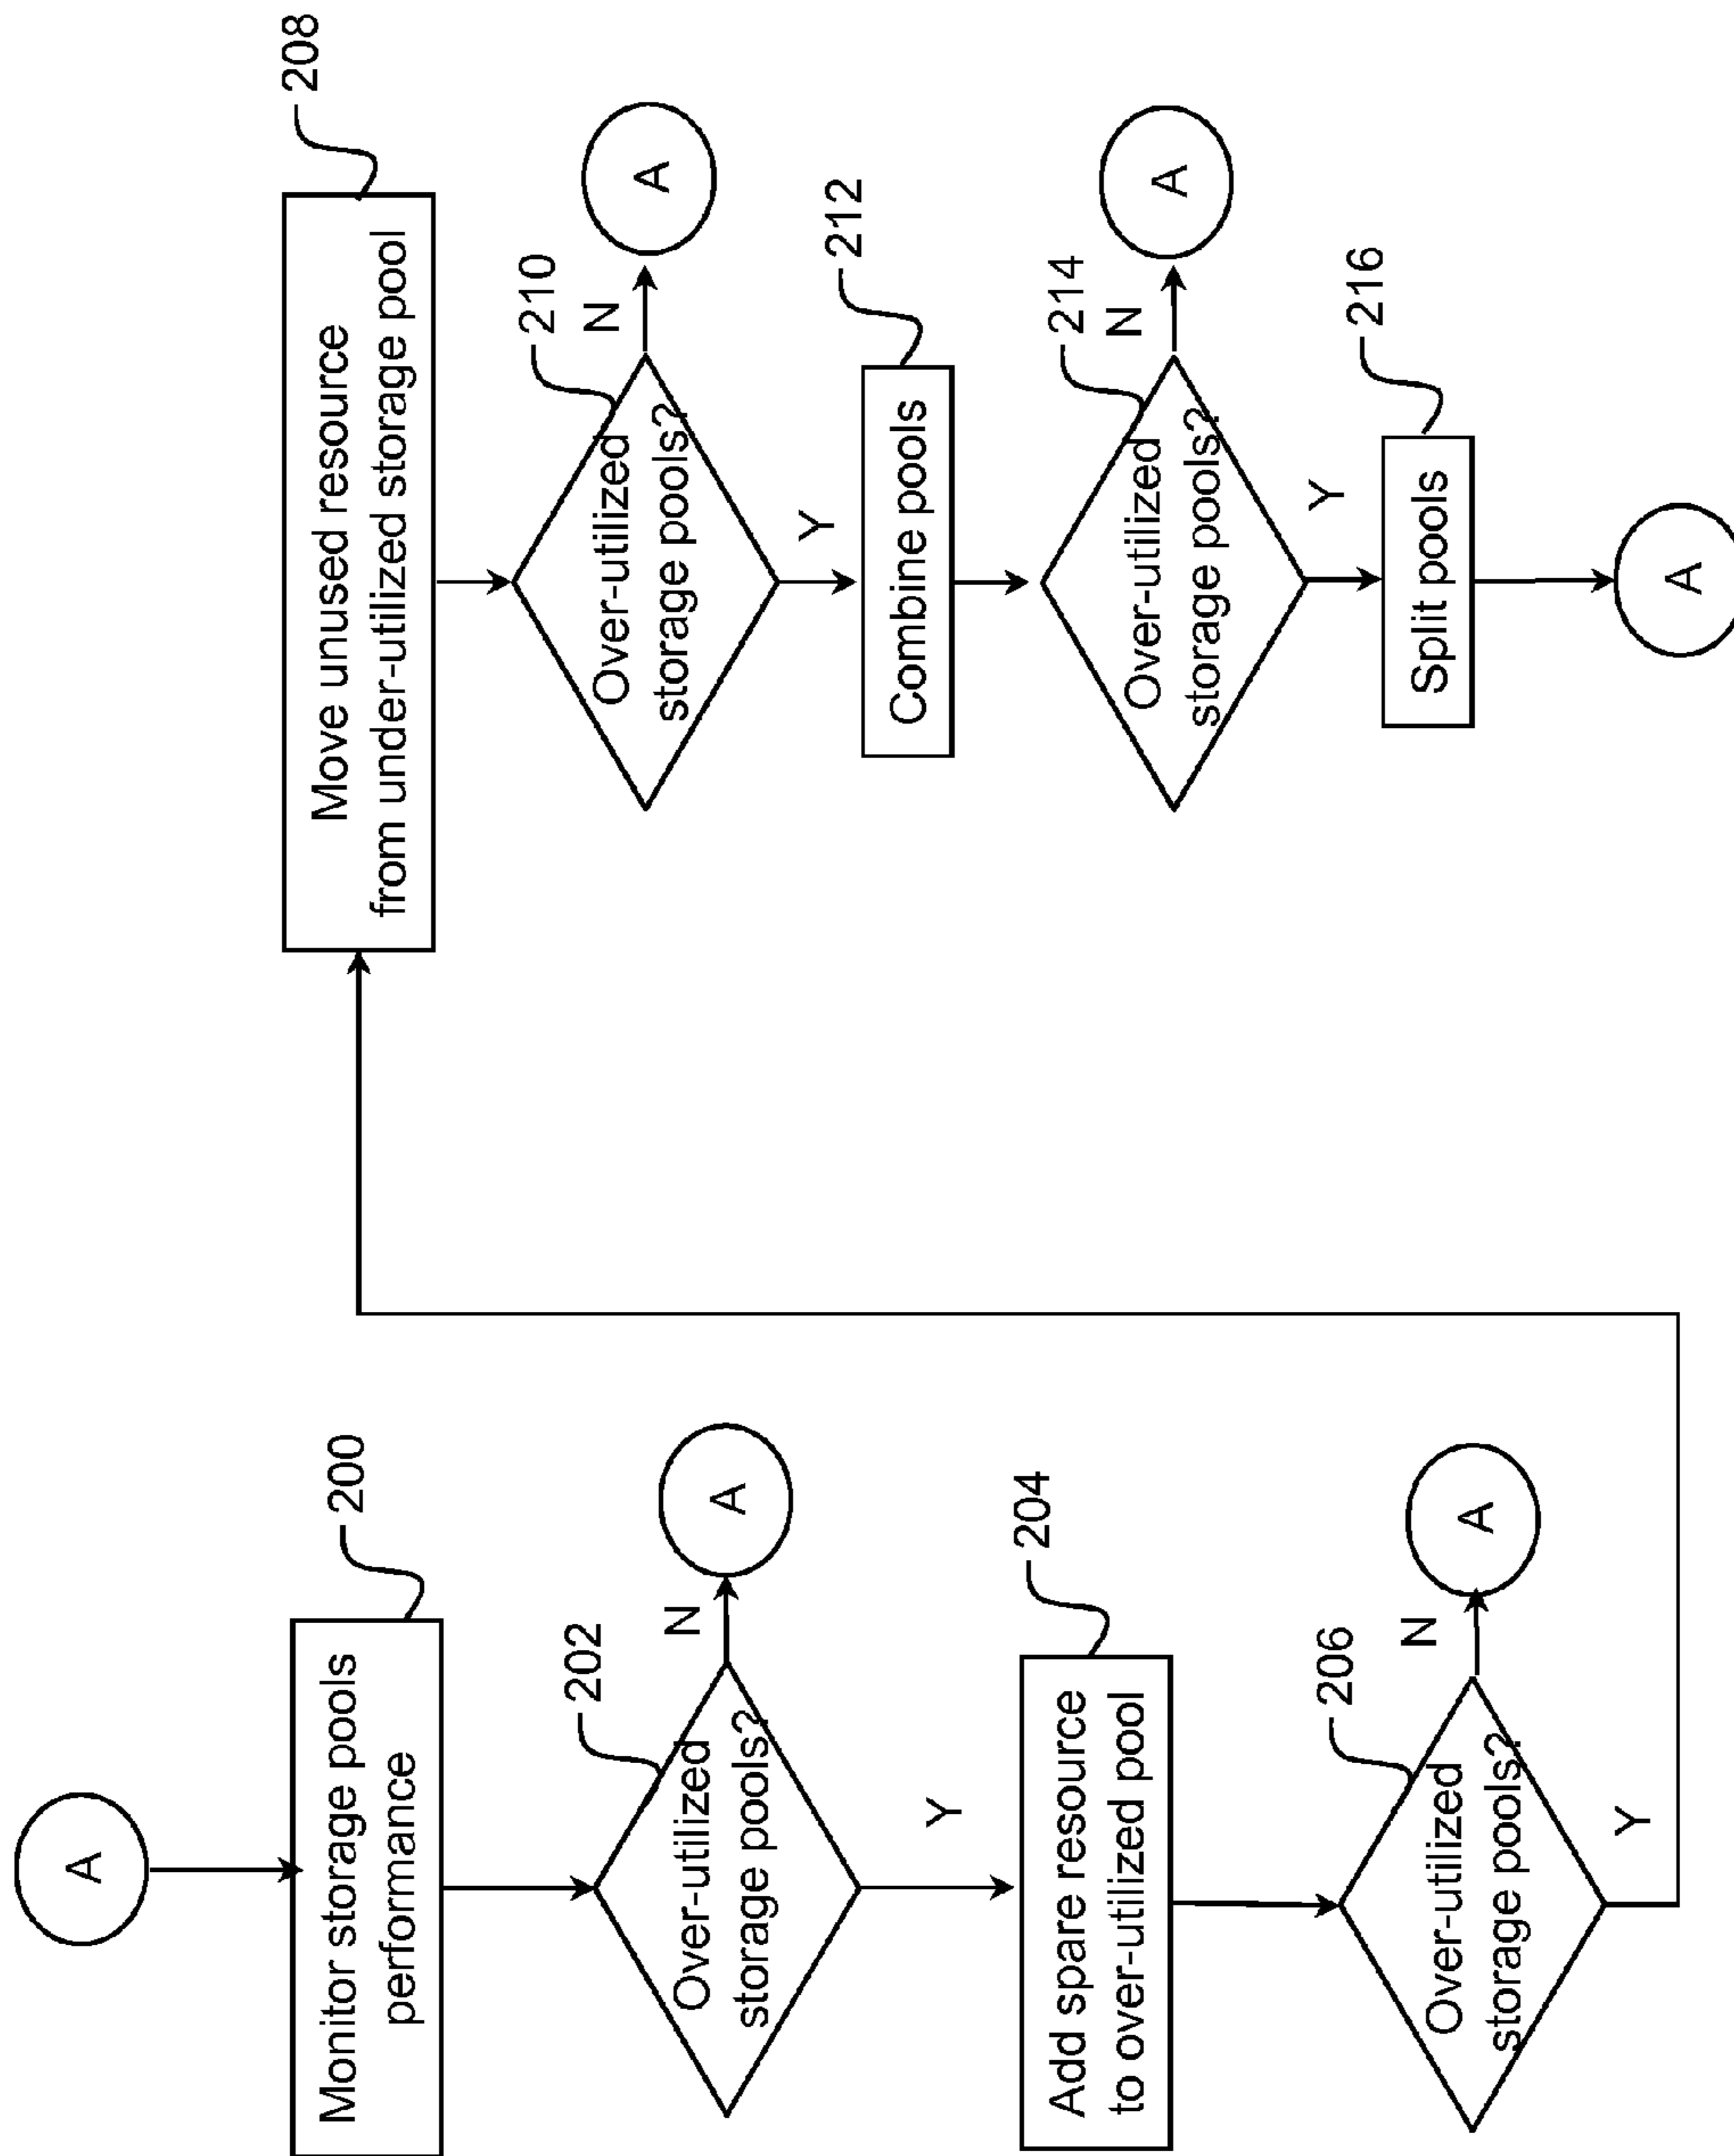 A
Monitor storage pools
performance
200
Over-utilized
storage pools?
202
N
A
Y
Add spare resource
to over-utilized pool
204
Over-utilized
storage pools?
206
N
A
Y
Move unused resource
from under-utilized storage pool
208
Over-utilized
storage pools?
210
N
A
Y
Combine pools
212
Over-utilized
storage pools?
214
N
A
Y
Split pools
216
A